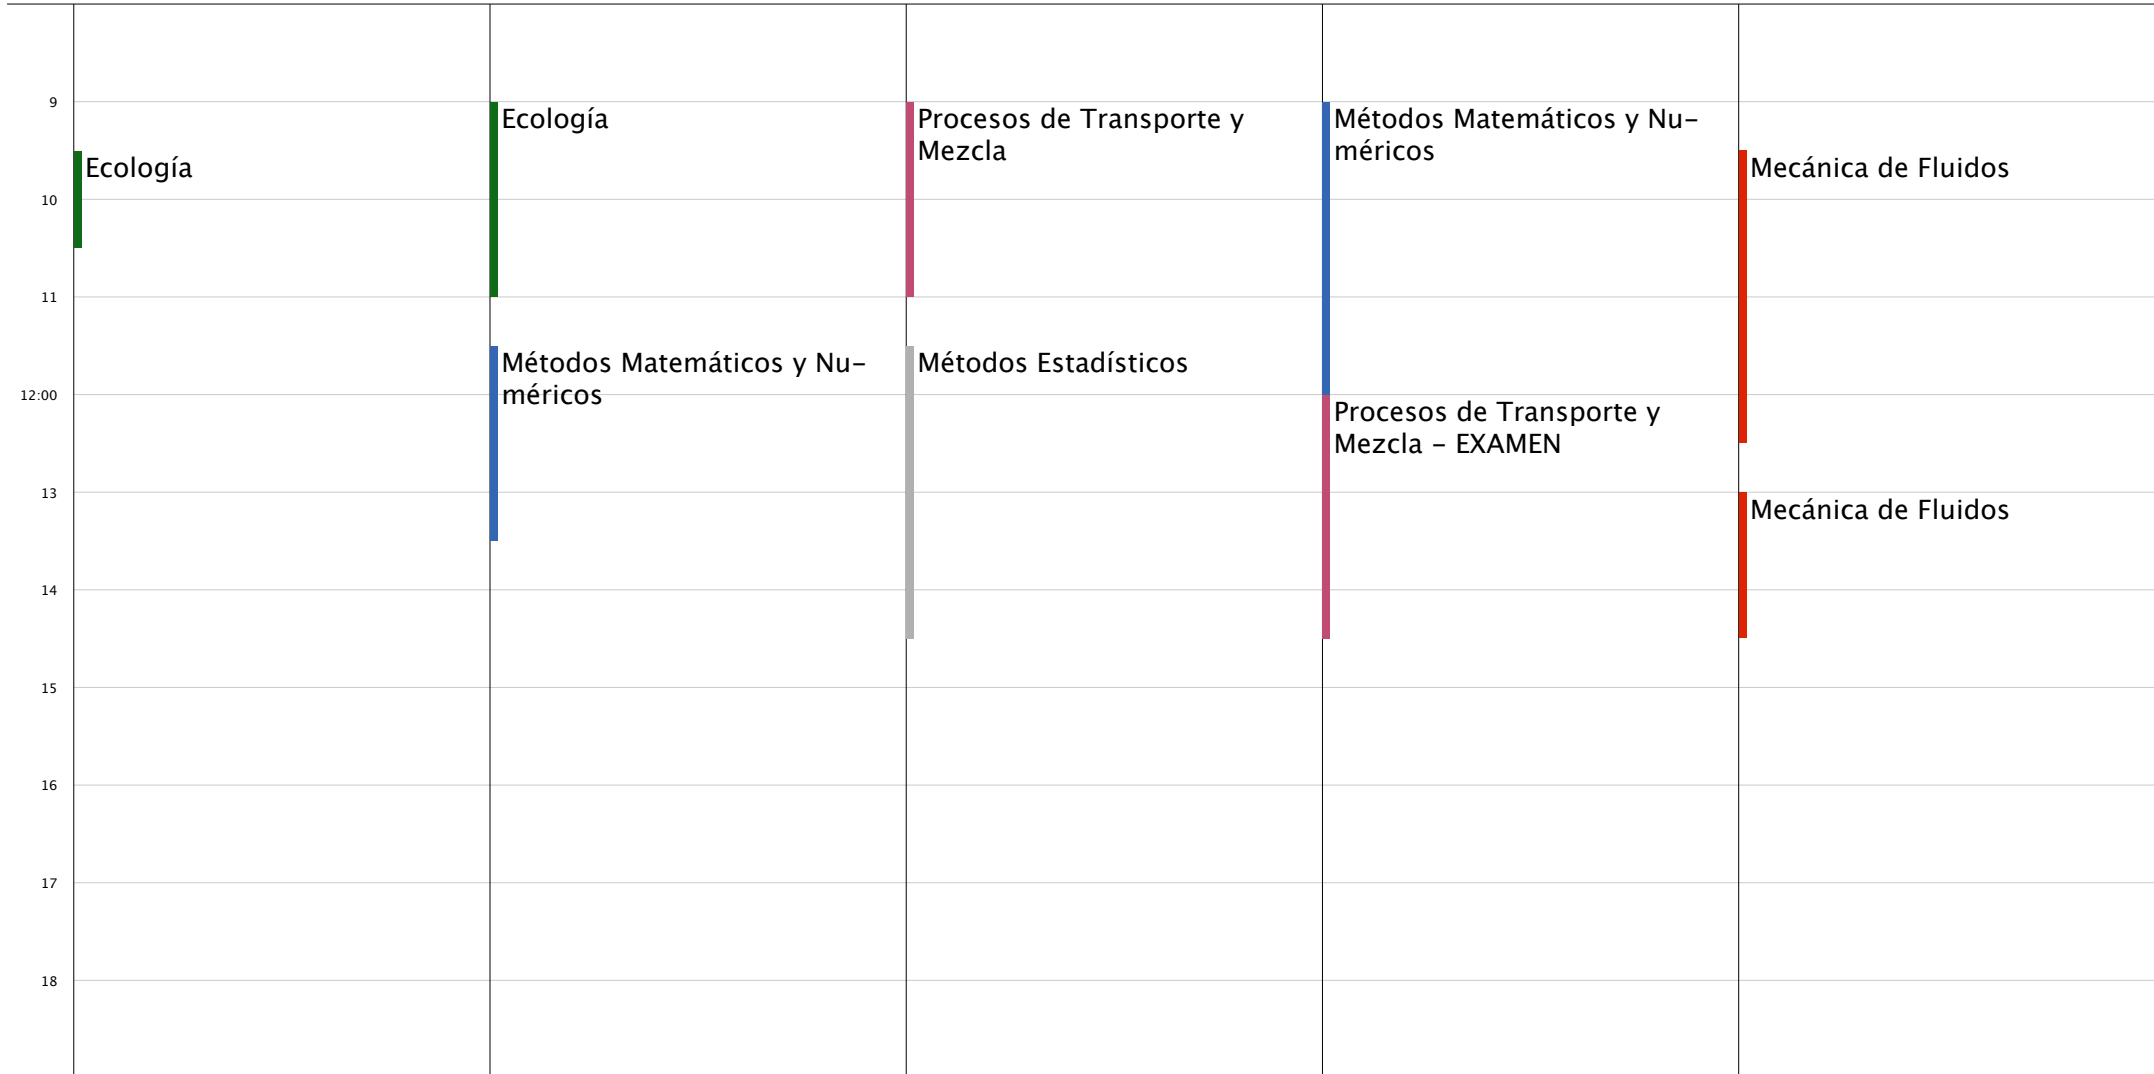 9
10
11
12:00
13
14
15
16
17
18
Ecología
Ecología
Métodos Matemáticos y Nu-
méricos
Procesos de Transporte y
Mezcla
Métodos Estadísticos
Métodos Matemáticos y Nu-
méricos
Procesos de Transporte y
Mezcla - EXAMEN
Mecánica de Fluidos
Mecánica de Fluidos